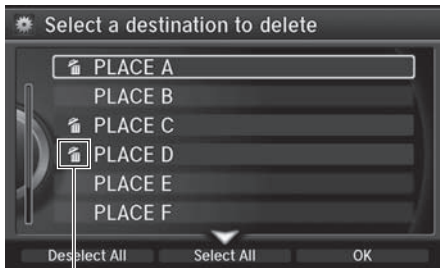 Select a destination to delete
PLACE A
PLACE B
PLACE C
PLACE D
PLACE E
PLACE F
Deselect All Select All OK